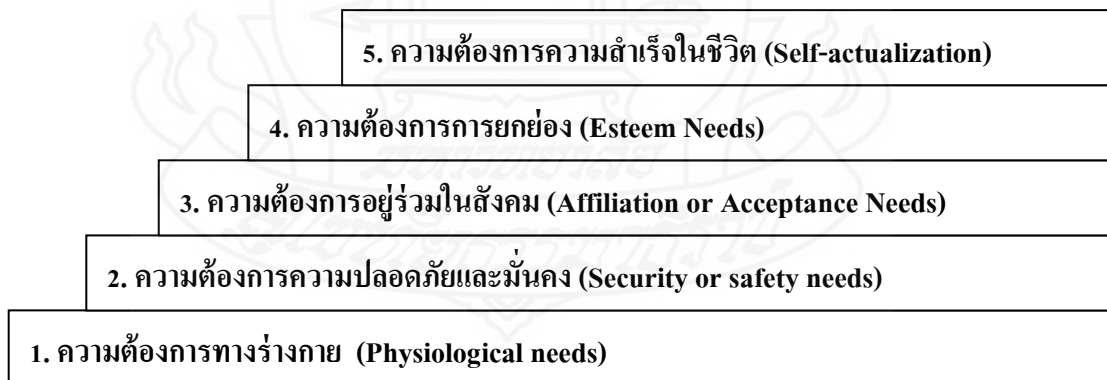 5. ความต้องการความสำเร็จในชีวิต (Self-actualization)
4. ความต้องการการยกย่อง (Esteem Needs)
3. ความต้องการอยู่ร่วมในสังคม (Affiliation or Acceptance Needs)
2. ความต้องการความปลอดภัยและมั่นคง (Security or safety needs)
1. ความต้องการทางร่างกาย (Physiological needs)